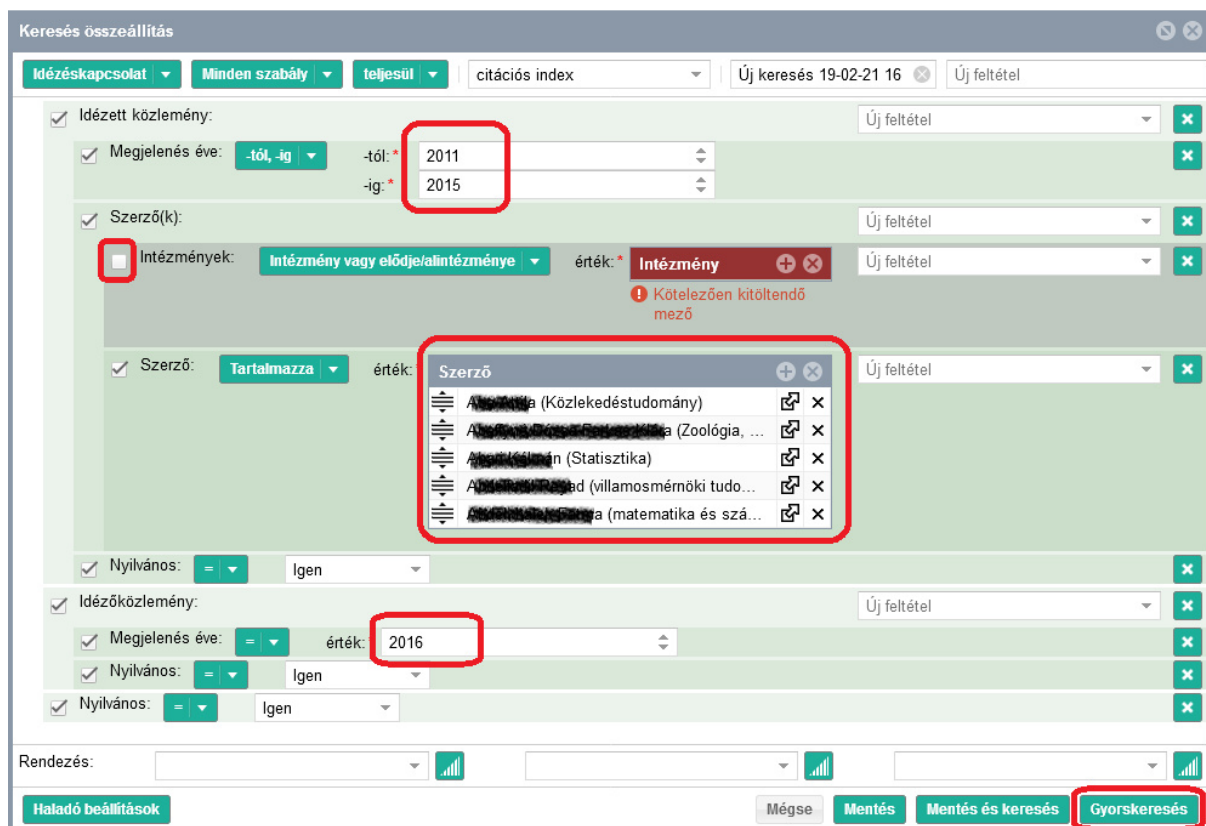 Keresés összeállítás
Idézéskapcsolat Minden szabály teljesül citációs index Új keresés 19-02-21 16 Új feltétel
Idézett közlemény: Új feltétel
Megjelenés éve: -tól, -ig -tól: * 2011
-ig: * 2015
Szerző(k): Új feltétel
Intézmények: Intézmény vagy elődje/alintézménye érték: * Intézmény Új feltétel
Kötelezően kitöltendő
mező
Szerző: Tartalmazza érték: Szerző Új feltétel
(Közlekedéstudomány)
(Zoológia, ...
(Statisztika)
(villamosmérnöki tudo...
(matematika és szá...
Nyilvános: = Igen
Idézőközlemény: Új feltétel
Megjelenés éve: = érték: 2016
Nyilvános: = Igen
Nyilvános: = Igen
Rendezés:
Haladó beállítások Mégse Mentés Mentés és keresés Gyorskeresés